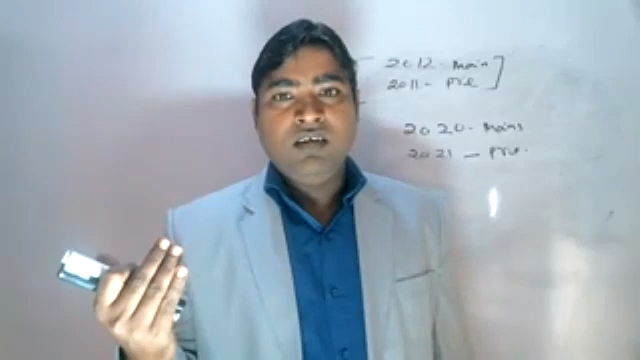 2012 - Main
2011 - Pre
2020 - Mains
2021 - Pre.